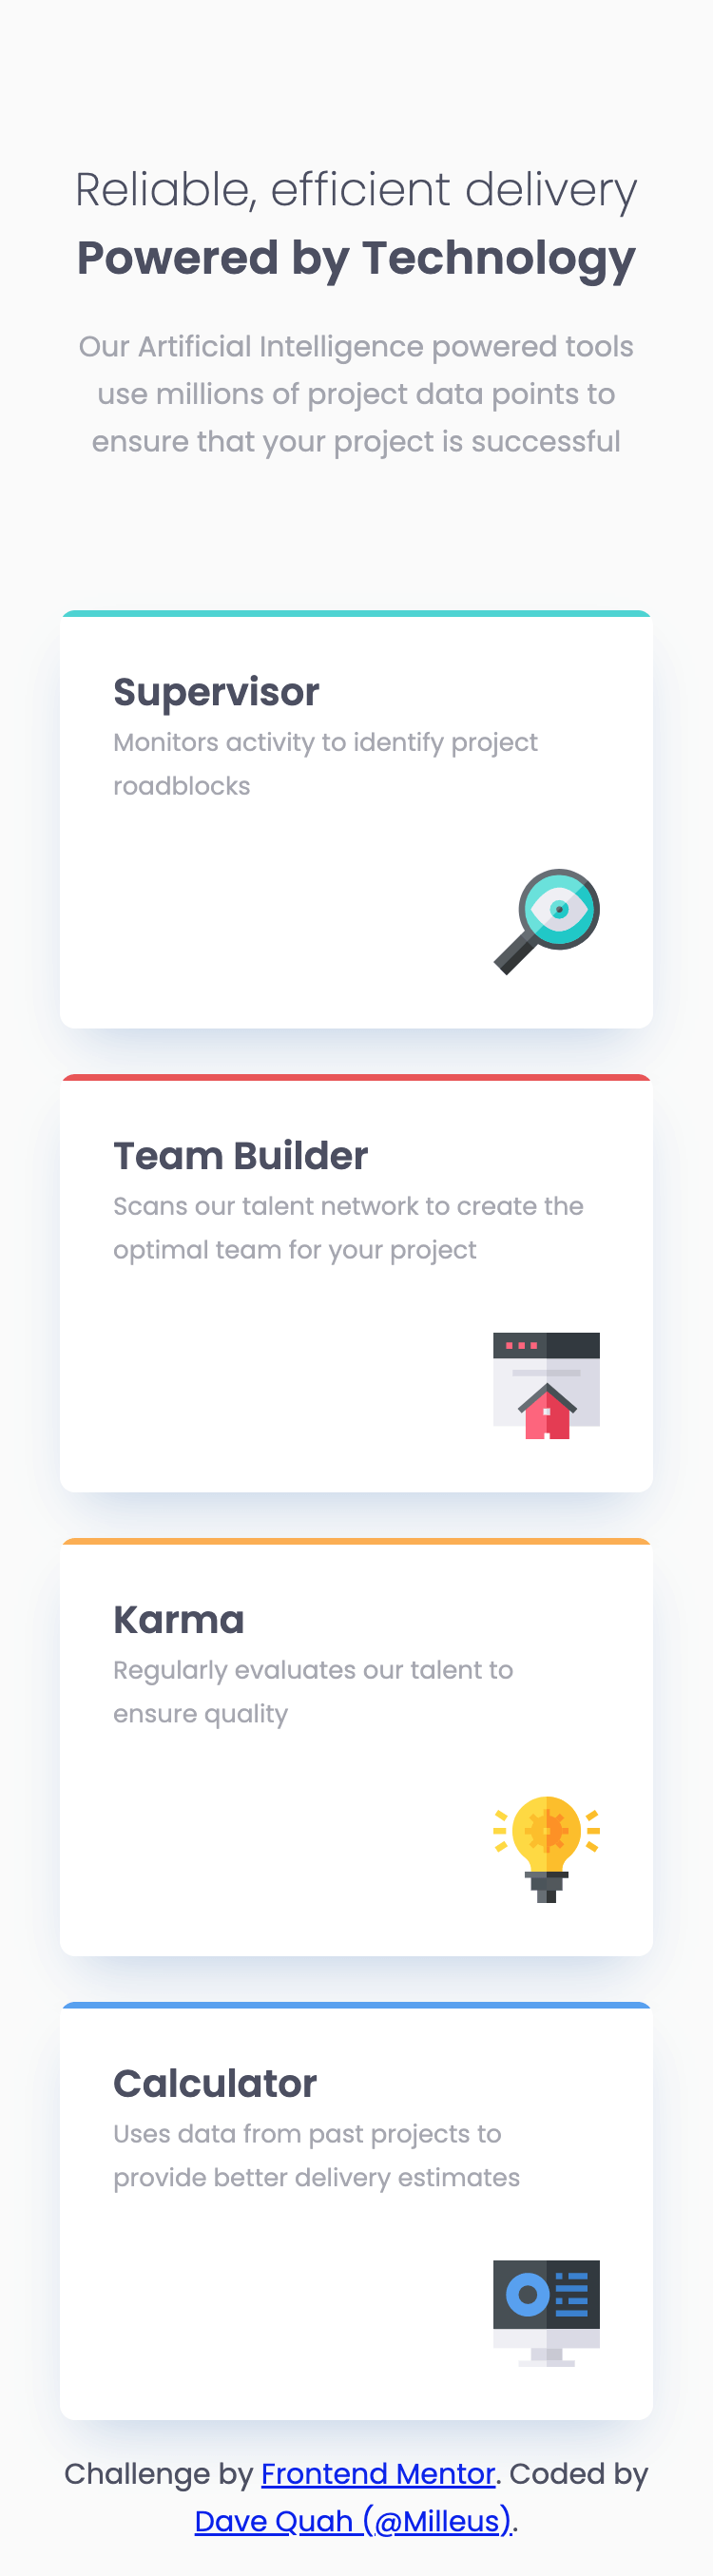 Reliable, efficient delivery
Powered by Technology
Our Artificial Intelligence powered tools
use millions of project data points to
ensure that your project is successful
Supervisor
Monitors activity to identify project
roadblocks
Team Builder
Scans our talent network to create the
optimal team for your project
Karma
Regularly evaluates our talent to
ensure quality
Calculator
Uses data from past projects to
provide better delivery estimates
Challenge by Frontend Mentor. Coded by
Dave Quah (@Milleus).